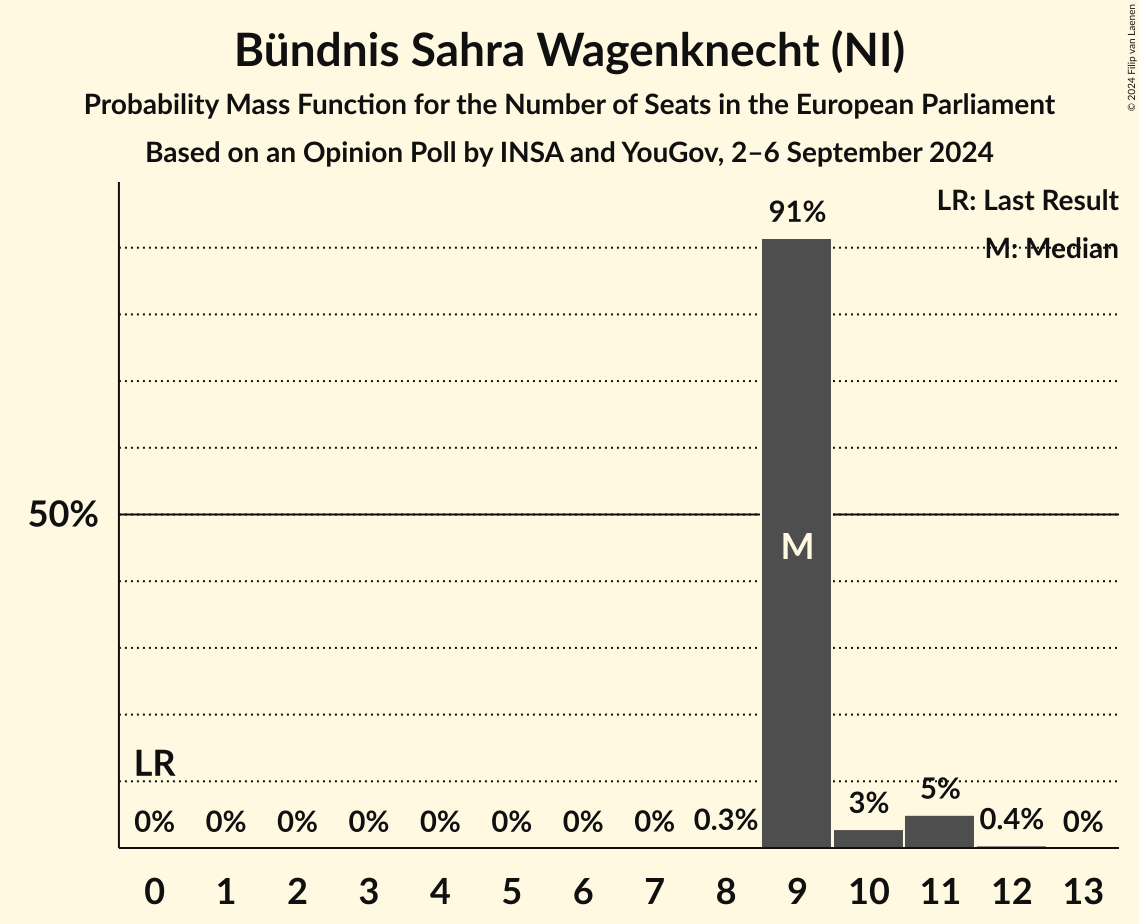 Bündnis Sahra Wagenknecht (NI)
Probability Mass Function for the Number of Seats in the European Parliament
Based on an Opinion Poll by INSA and YouGov, 2–6 September 2024
© 2024 Filip van Laenen
LR: Last Result
M: Median
91%
50%
M
LR
0% 0% 0% 0% 0% 0% 0% 0% 0.3% 3% 5% 0.4% 0%
0 1 2 3 4 5 6 7 8 9 10 11 12 13